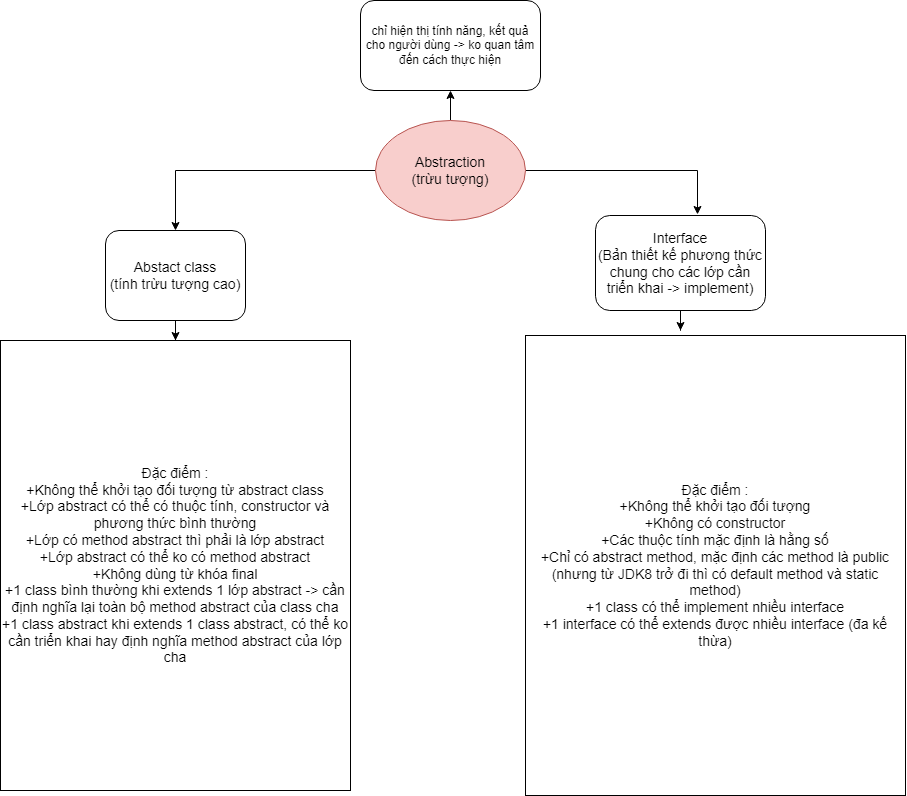 chỉ hiện thị tính năng, kết quả
cho người dùng -> ko quan tâm
đến cách thực hiện
Abstraction
(trừu tượng)
Abstact class
(tính trừu tượng cao)
Interface
(Bản thiết kế phương thức
chung cho các lớp cần
triển khai -> implement)
Đặc điểm :
+Không thể khởi tạo đối tượng từ abstract class
+Lớp abstract có thể có thuộc tính, constructor và
phương thức bình thường
+Lớp có method abstract thì phải là lớp abstract
+Lớp abstract có thể ko có method abstract
+Không dùng từ khóa final
+1 class bình thường khi extends 1 lớp abstract -> cần
định nghĩa lại toàn bộ method abstract của class cha
+1 class abstract khi extends 1 class abstract, có thể ko
cần triển khai hay định nghĩa method abstract của lớp
cha
Đặc điểm :
+Không thể khởi tạo đối tượng
+Không có constructor
+Các thuộc tính mặc định là hằng số
+Chỉ có abstract method, mặc định các method là public
(nhưng từ JDK8 trở đi thì có default method và static
method)
+1 class có thể implement nhiều interface
+1 interface có thể extends được nhiều interface (đa kế
thừa)